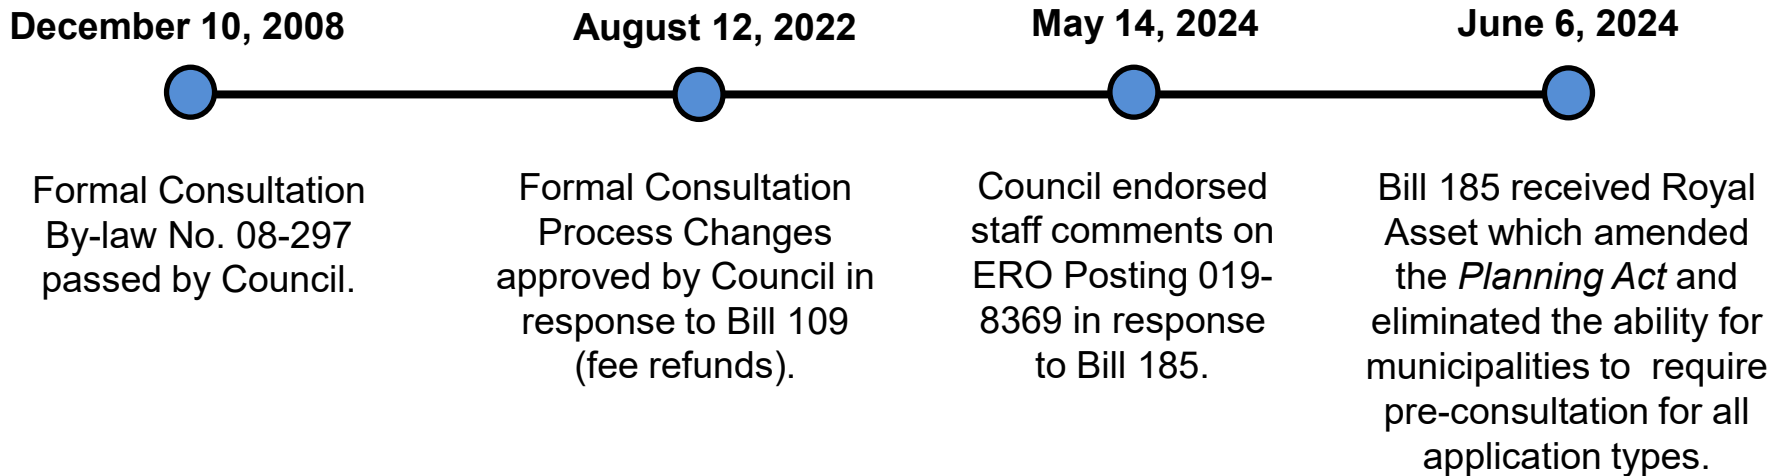 December 10, 2008
Formal Consultation
By-law No. 08-297
passed by Council.
August 12, 2022
Formal Consultation
Process Changes
approved by Council in
response to Bill 109
(fee refunds).
May 14, 2024
Council endorsed
staff comments on
ERO Posting 019-
8369 in response
to Bill 185.
June 6, 2024
Bill 185 received Royal
Asset which amended
the Planning Act and
eliminated the ability for
municipalities to  require
pre-consultation for all
application types.